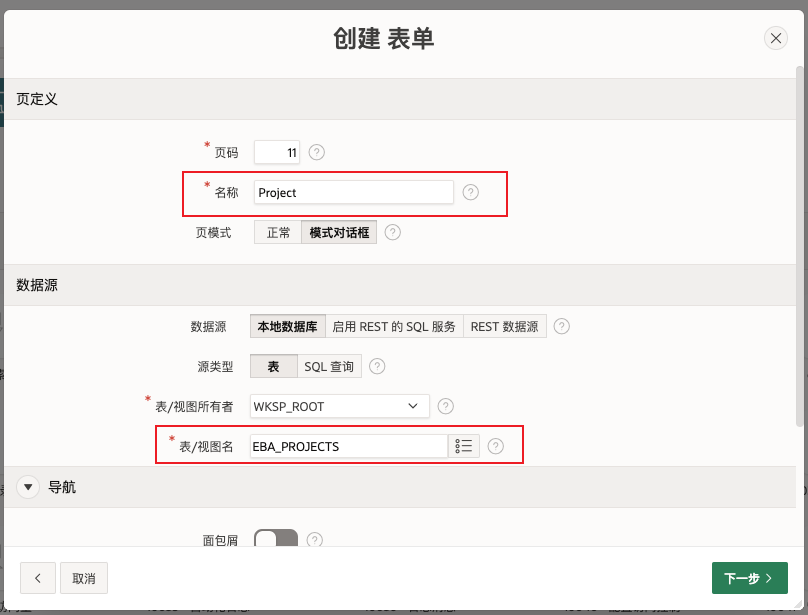 创建 表单
页定义
* 页码 11 ?
* 名称 Project ?
页模式 正常 模式对话框 ?
数据源
数据源 本地数据库 启用 REST 的 SQL 服务 REST 数据源 ?
源类型 表 SQL 查询 ?
* 表/视图所有者 WKSP_ROOT ?
* 表/视图名 EBA_PROJECTS ?
导航
面包屑 ?
取消 下一步